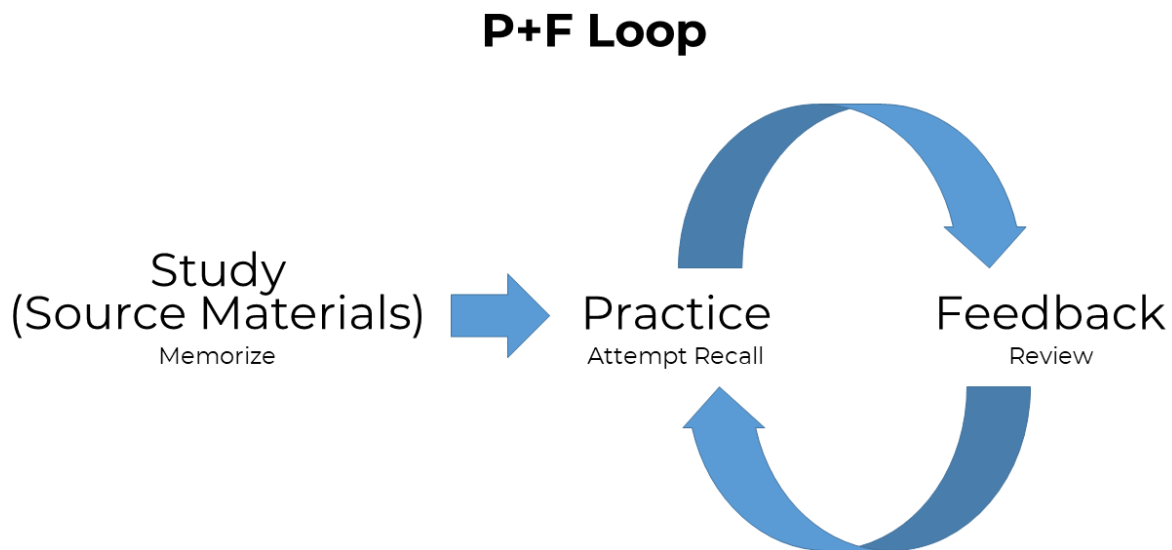 P+F Loop
Study
(Source Materials)
Memorize
Practice
Attempt Recall
Feedback
Review